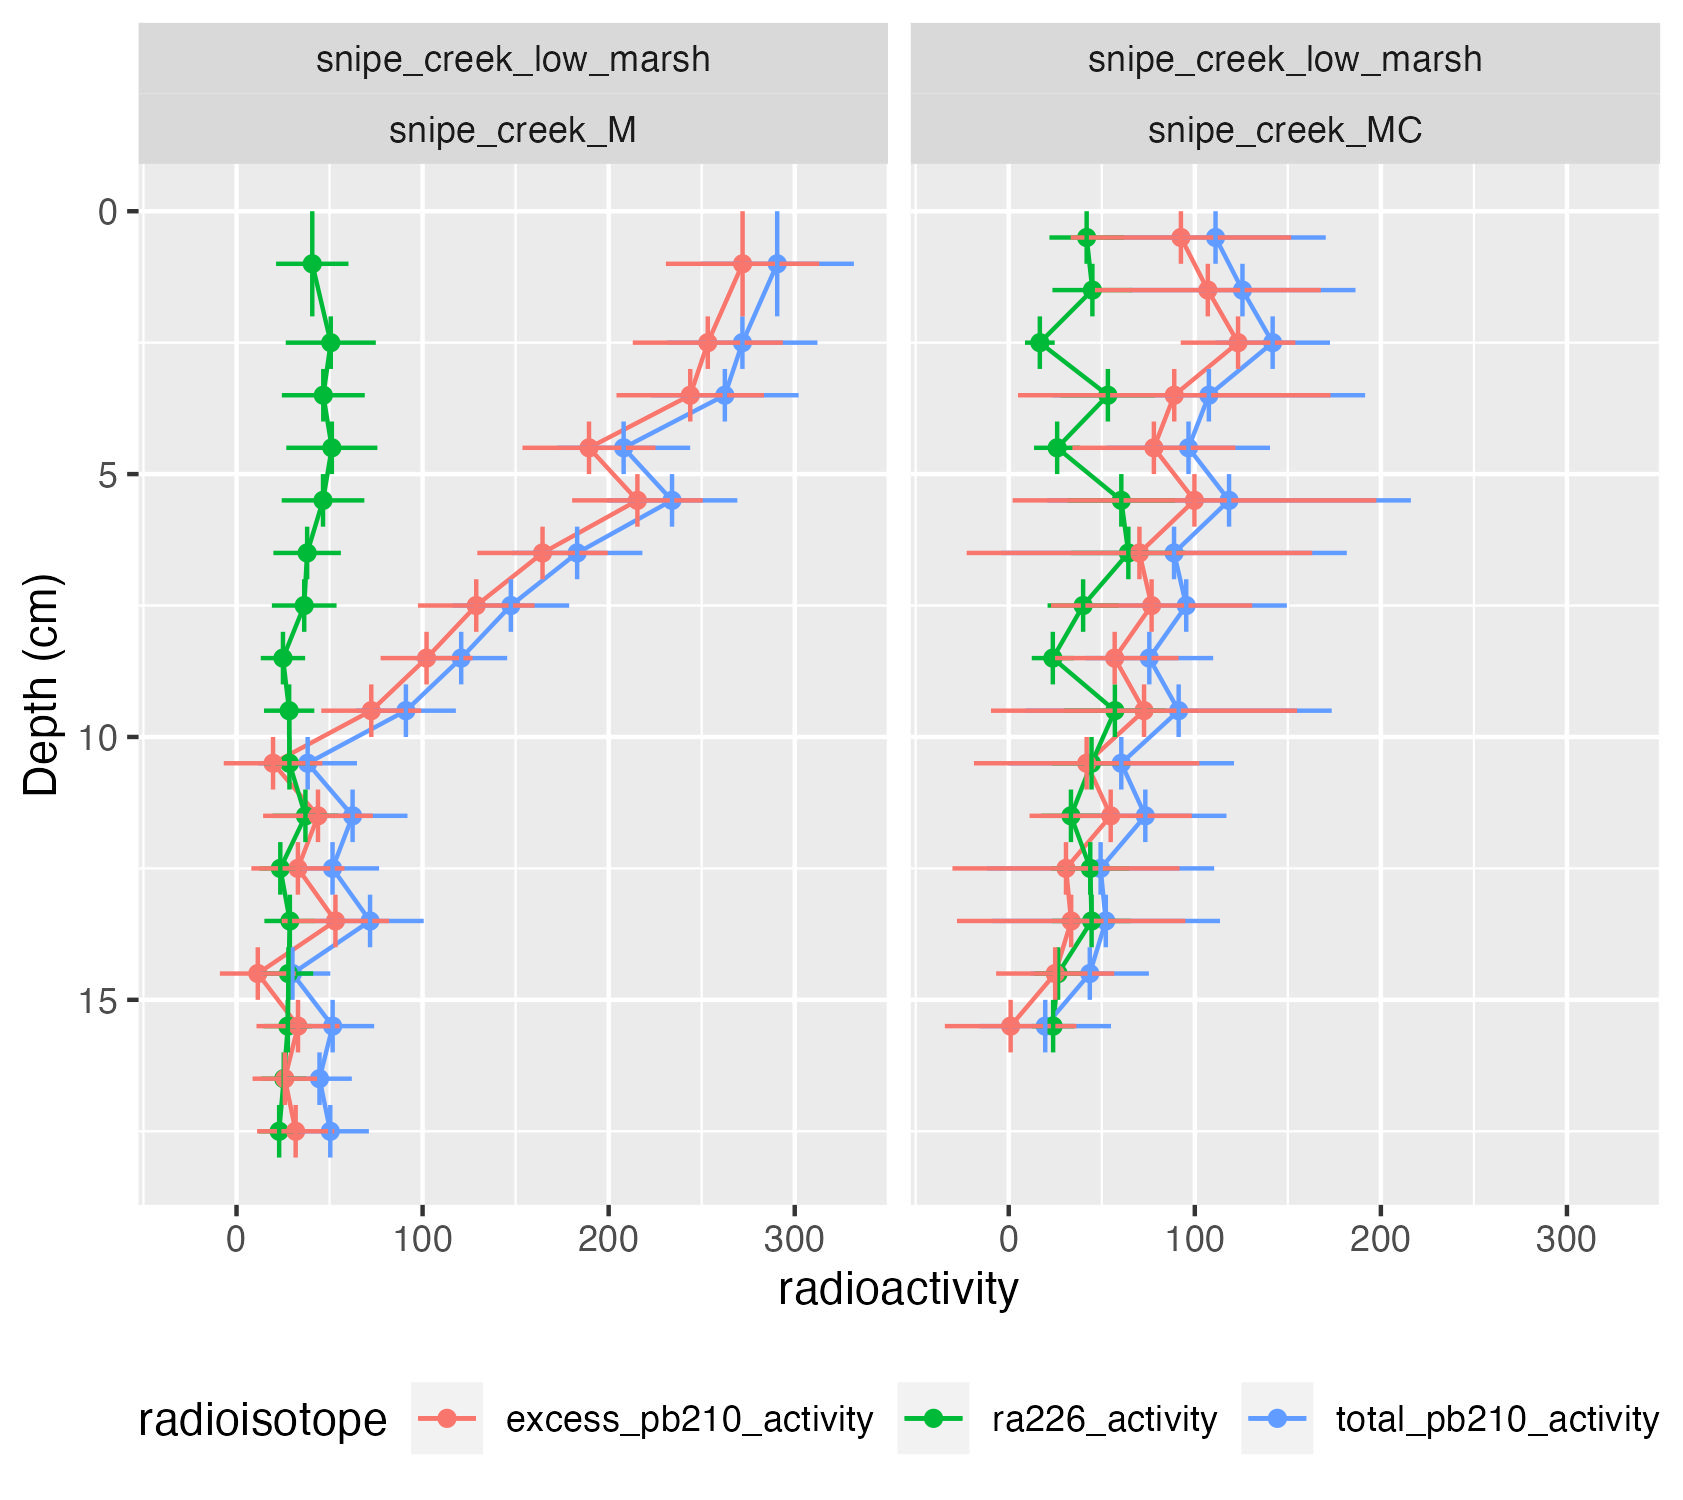 snipe_creek_low_marsh
snipe_creek_low_marsh
snipe_creek_M
snipe_creek_MC
0
5
10
15
Depth (cm)
0 100 200 300
0 100 200 300
radioactivity
radioisotope excess_pb210_activity ra226_activity total_pb210_activity